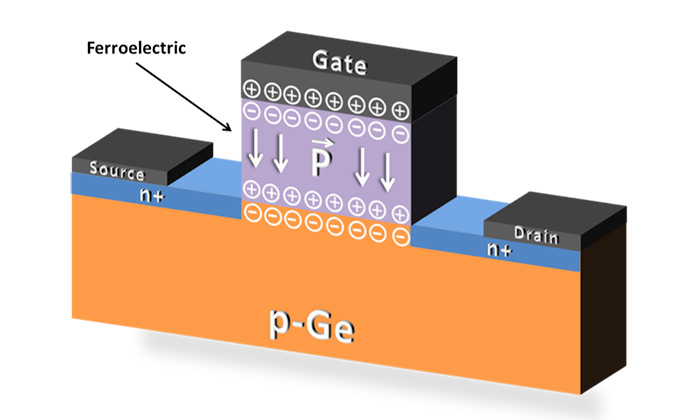 Ferroelectric
Gate
⊕⊕⊕⊕⊕⊕⊕⊕
⊖⊖⊖⊖⊖⊖⊖⊖
P⃗
Source
n+
⊕⊕⊕⊕⊕⊕⊕⊕
⊖⊖⊖⊖⊖⊖⊖⊖
Drain
n+
p-Ge